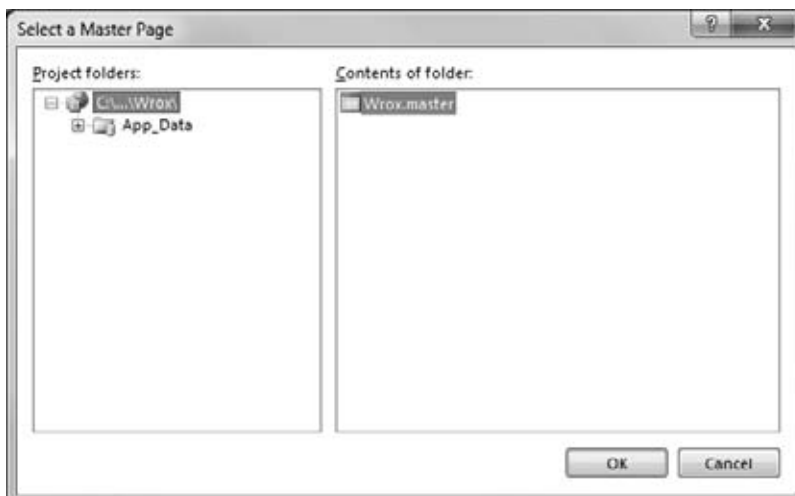 Select a Master Page
Project folders:
Contents of folder:
C:\...\Wrox\
App_Data
Wrox.master
OK
Cancel